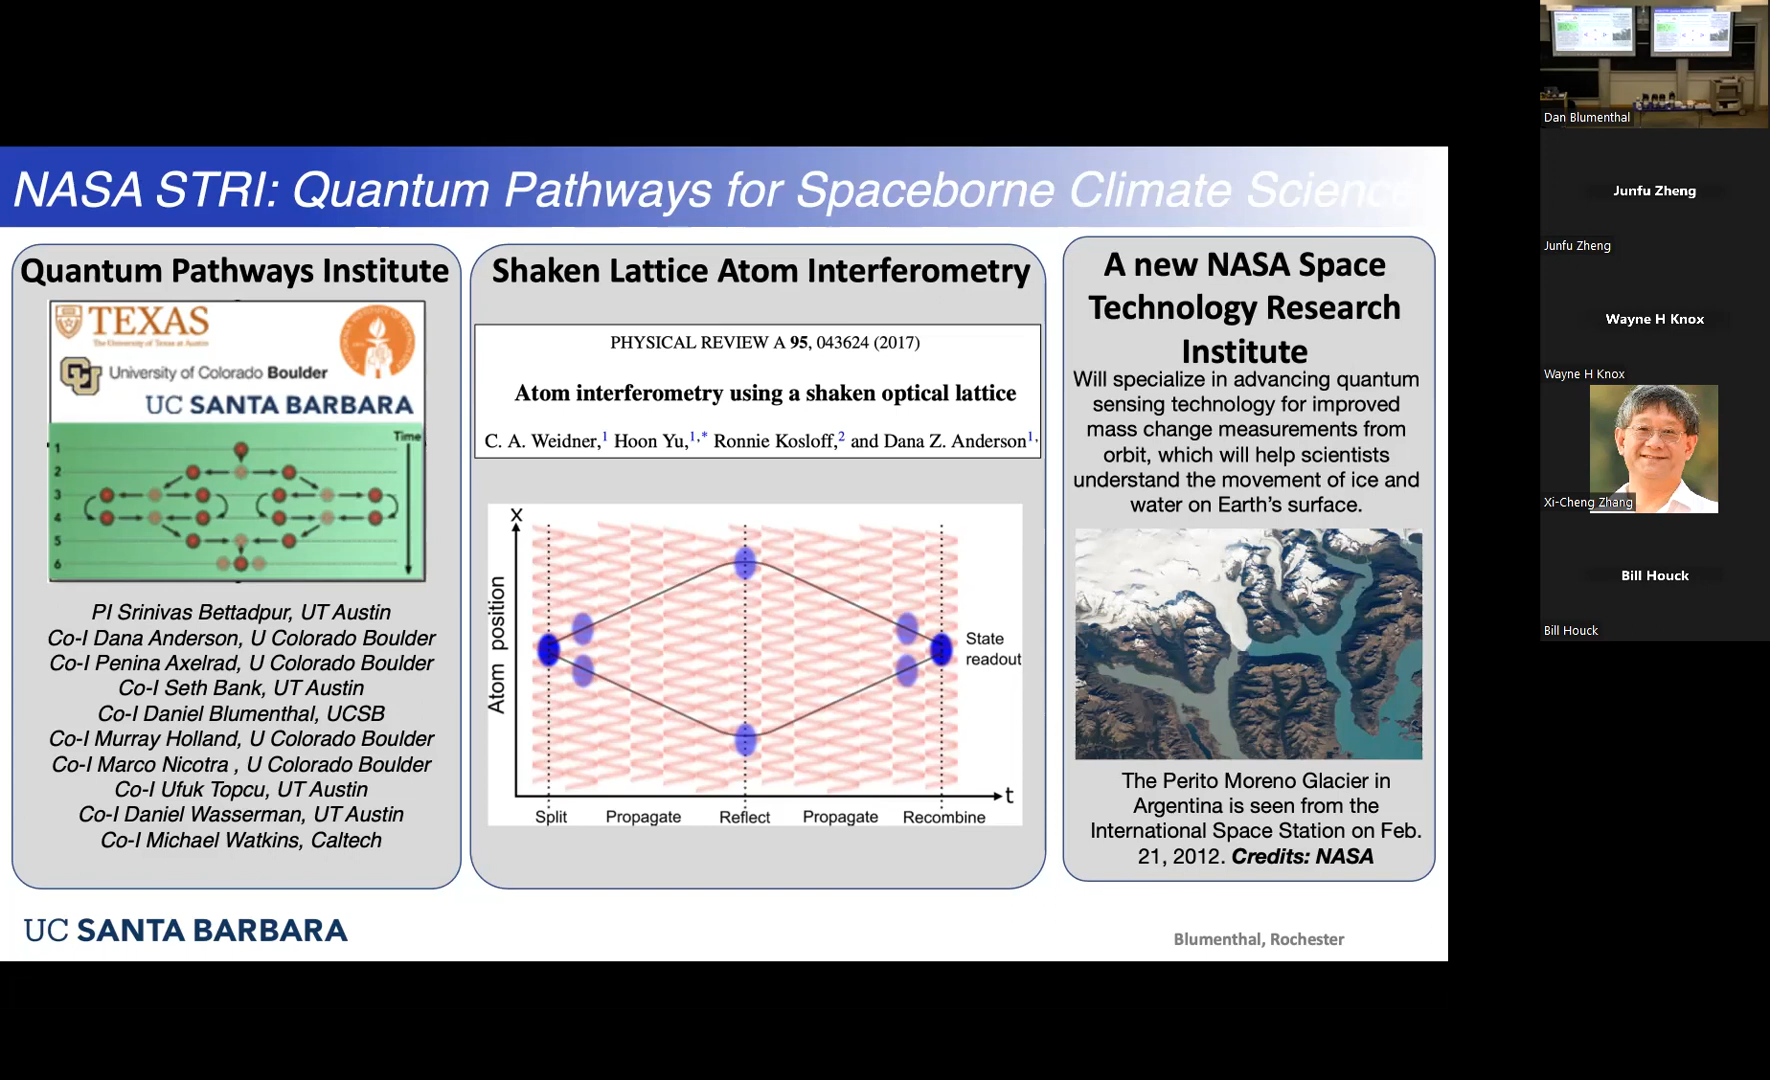 NASA STRI: Quantum Pathways for Spaceborne Climate Science
Quantum Pathways Institute
TEXAS
The University of Texas at Austin
University of Colorado Boulder
UC SANTA BARBARA
Time
1
2
3
4
5
6
PI Srinivas Bettadpur, UT Austin
Co-I Dana Anderson, U Colorado Boulder
Co-I Penina Axelrad, U Colorado Boulder
Co-I Seth Bank, UT Austin
Co-I Daniel Blumenthal, UCSB
Co-I Murray Holland, U Colorado Boulder
Co-I Marco Nicotra , U Colorado Boulder
Co-I Ufuk Topcu, UT Austin
Co-I Daniel Wasserman, UT Austin
Co-I Michael Watkins, Caltech
Shaken Lattice Atom Interferometry
PHYSICAL REVIEW A 95, 043624 (2017)
Atom interferometry using a shaken optical lattice
C. A. Weidner,1 Hoon Yu,1,* Ronnie Kosloff,2 and Dana Z. Anderson1,
x
Atom position
State
readout
t
Split Propagate Reflect Propagate Recombine
A new NASA Space
Technology Research
Institute
Will specialize in advancing quantum
sensing technology for improved
mass change measurements from
orbit, which will help scientists
understand the movement of ice and
water on Earth's surface.
The Perito Moreno Glacier in
Argentina is seen from the
International Space Station on Feb.
21, 2012. Credits: NASA
UC SANTA BARBARA
Blumenthal, Rochester
Dan Blumenthal
Junfu Zheng
Junfu Zheng
Wayne H Knox
Wayne H Knox
Xi-Cheng Zhang
Bill Houck
Bill Houck